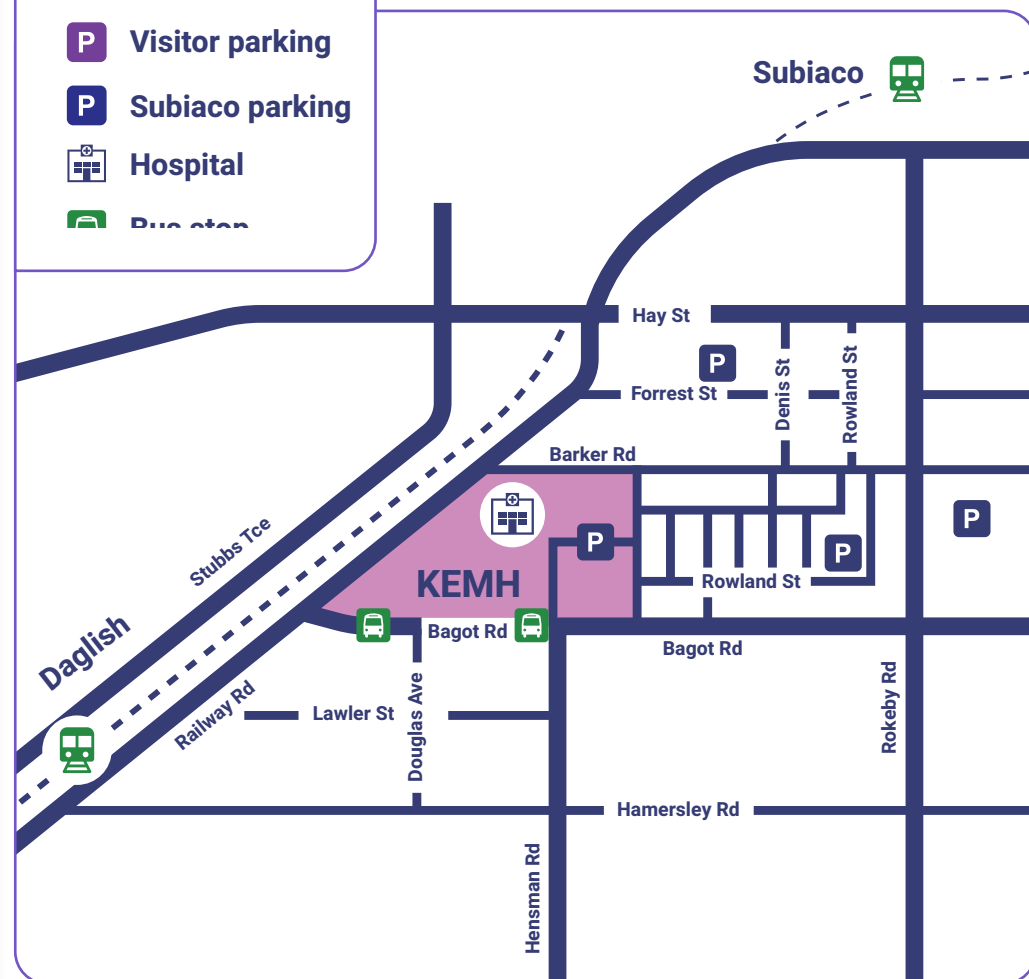 P Visitor parking
P Subiaco parking
Hospital
Bus stop
Subiaco
Hay St
P
Forrest St
Denis St
Rowland St
Barker Rd
P
P
P
KEMH
Rowland St
Stubbs Tce
Bagot Rd
Bagot Rd
Daglish
Railway Rd
Lawler St
Douglas Ave
Rokeby Rd
Hamersley Rd
Hensman Rd